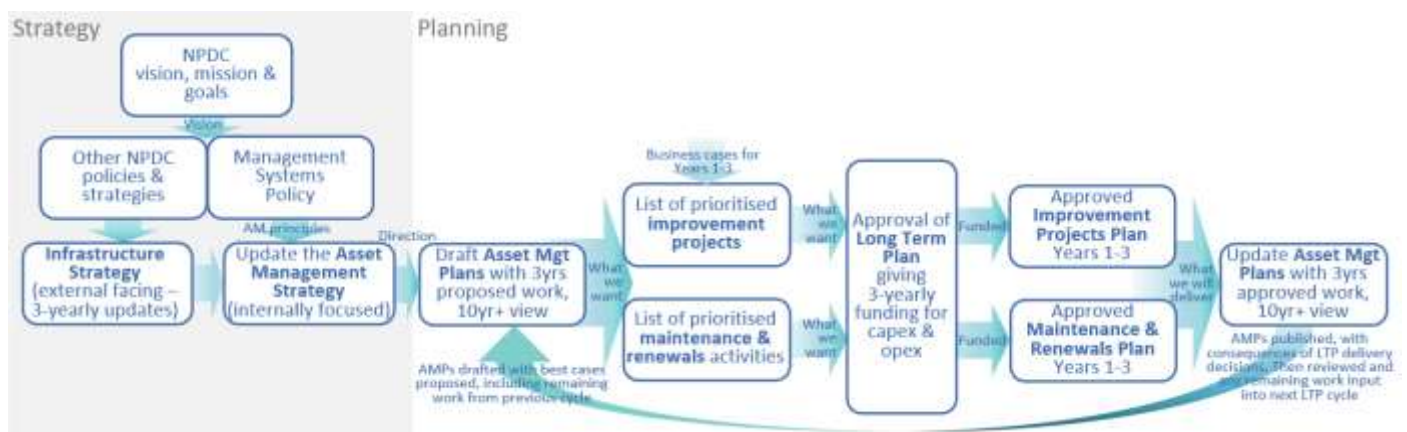 Strategy
Planning
NPDC
vision, mission &
goals
Vision
Other NPDC
policies &
strategies
Management
Systems
Policy
AM principles
Direction
Infrastructure
Strategy
(external facing –
3-yearly updates)
Update the Asset
Management
Strategy
(internally focused)
Draft Asset Mgt
Plans with 3yrs
proposed work,
10yr+ view
AMPs drafted with best cases
proposed, including remaining
work from previous cycle
What
we
want
Business cases for
Years 1-3
List of prioritised
improvement
projects
List of prioritised
maintenance &
renewals activities
What
we
want
What
we
want
Approval of
Long Term
Plan
giving
3-yearly
funding for
capex &
opex
Funded
Funded
Approved
Improvement
Projects Plan
Years 1-3
Approved
Maintenance &
Renewals Plan
Years 1-3
What
we will
deliver
Update Asset Mgt
Plans with 3yrs
approved work,
10yr+ view
AMPs published, with
consequences of LTP delivery
decisions. Then reviewed and
any remaining work input
into next LTP cycle